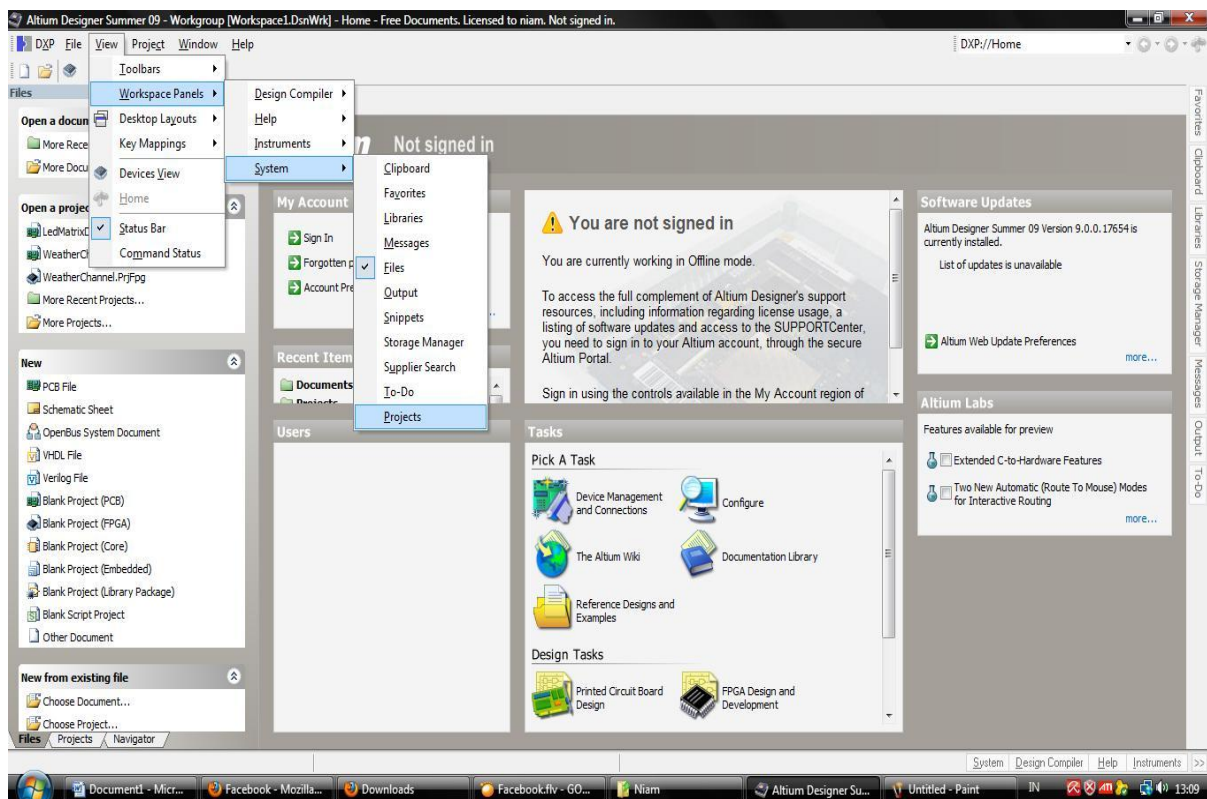 Altium Designer Summer 09 - Workgroup [Workspace1.DsnWrk] - Home - Free Documents. Licensed to niam. Not signed in.
DXP File View Project Window Help
DXP://Home
Toolbars
Workspace Panels
Desktop Layouts
Key Mappings
Devices View
Home
Status Bar
Command Status
Design Compiler
Help
Instruments
System
Clipboard
Favorites
Libraries
Messages
Files
Output
Snippets
Storage Manager
Supplier Search
To-Do
Projects
Files
Open a docum
More Rece
More Docu
Open a projec
LedMatrixD
WeatherCh
WeatherChannel.PrjFpg
More Recent Projects...
More Projects...
New
PCB File
Schematic Sheet
OpenBus System Document
VHDL File
Verilog File
Blank Project (PCB)
Blank Project (FPGA)
Blank Project (Core)
Blank Project (Embedded)
Blank Project (Library Package)
Blank Script Project
Other Document
New from existing file
Choose Document...
Choose Project...
Files Projects Navigator
Not signed in
My Account
Sign In
Forgotten p
Account Pre
Recent Item
Documents
Users
You are not signed in
You are currently working in Offline mode.
To access the full complement of Altium Designer's support
resources, including information regarding license usage, a
listing of software updates and access to the SUPPORTCenter,
you need to sign in to your Altium account, through the secure
Altium Portal.
Sign in using the controls available in the My Account region of
Tasks
Pick A Task
Device Management
and Connections
Configure
The Altium Wiki
Documentation Library
Reference Designs and
Examples
Design Tasks
Printed Circuit Board
Design
FPGA Design and
Development
Software Updates
Altium Designer Summer 09 Version 9.0.0.17654 is
currently installed.
List of updates is unavailable
Altium Web Update Preferences
more...
Altium Labs
Features available for preview
Extended C-to-Hardware Features
Two New Automatic (Route To Mouse) Modes
for Interactive Routing
more...
Favorites
Clipboard
Libraries
Storage Manager
Messages
Output
To-Do
System Design Compiler Help Instruments >>
Document1 - Micr... Facebook - Mozilla... Downloads Facebook.flv - GO... Niam Altium Designer Su... Untitled - Paint IN 13:09